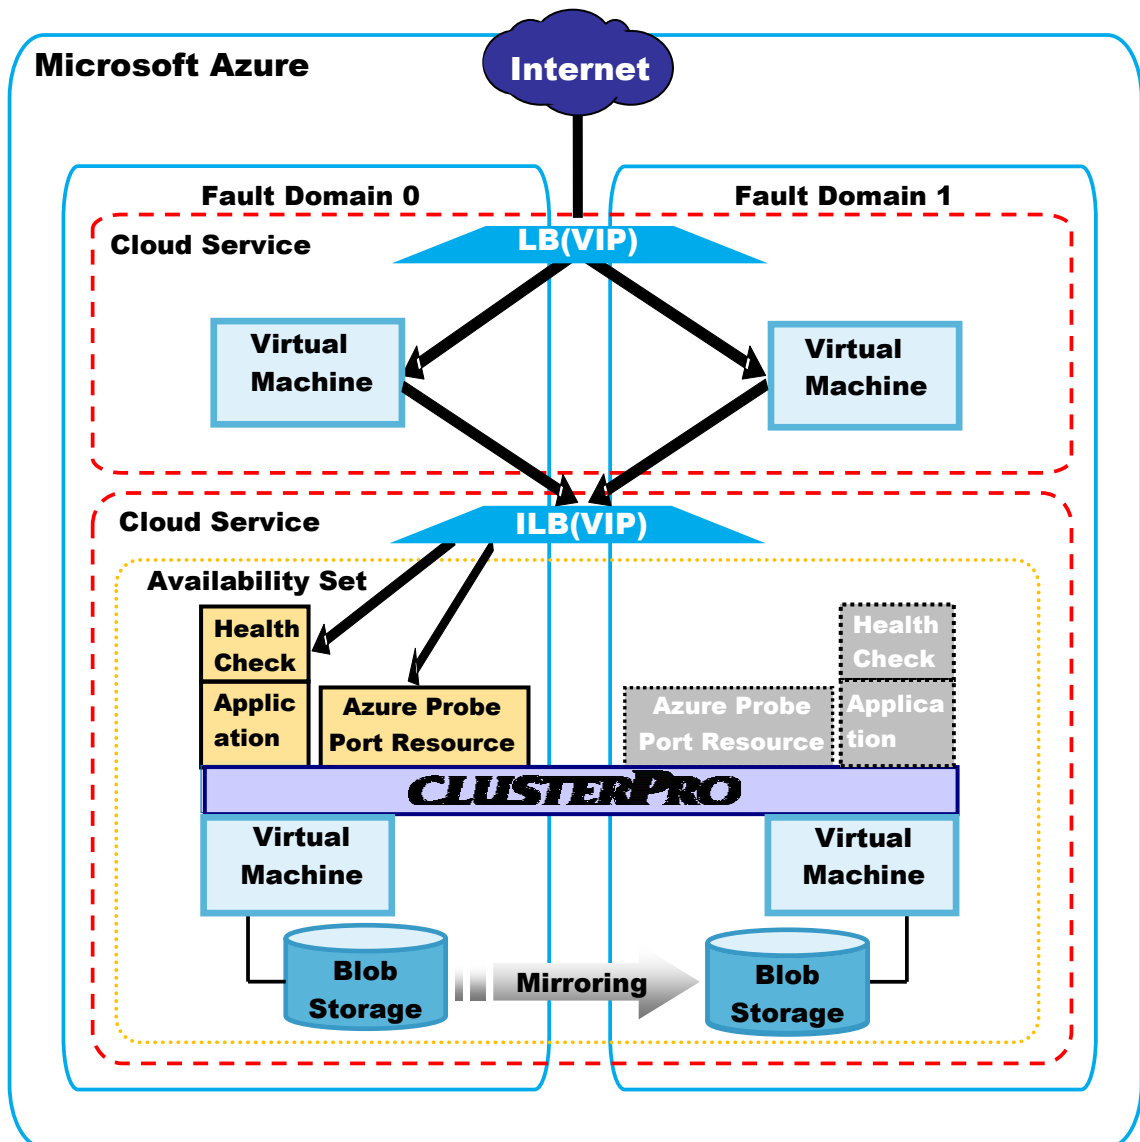 Internet
Microsoft Azure
Fault Domain 0
Fault Domain 1
Cloud Service
LB(VIP)
Virtual
Machine
Virtual
Machine
Cloud Service
ILB(VIP)
Availability Set
Health
Check
Applic
ation
Azure Probe
Port Resource
Azure Probe
Port Resource
Health
Check
Applica
tion
CLUSTERPRO
Virtual
Machine
Virtual
Machine
Blob
Storage
Mirroring
Blob
Storage